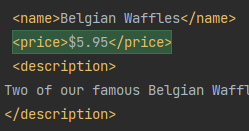 <name>Belgian Waffles</name>
<price>$5.95</price>
<description>
Two of our famous Belgian Waffl
</description>